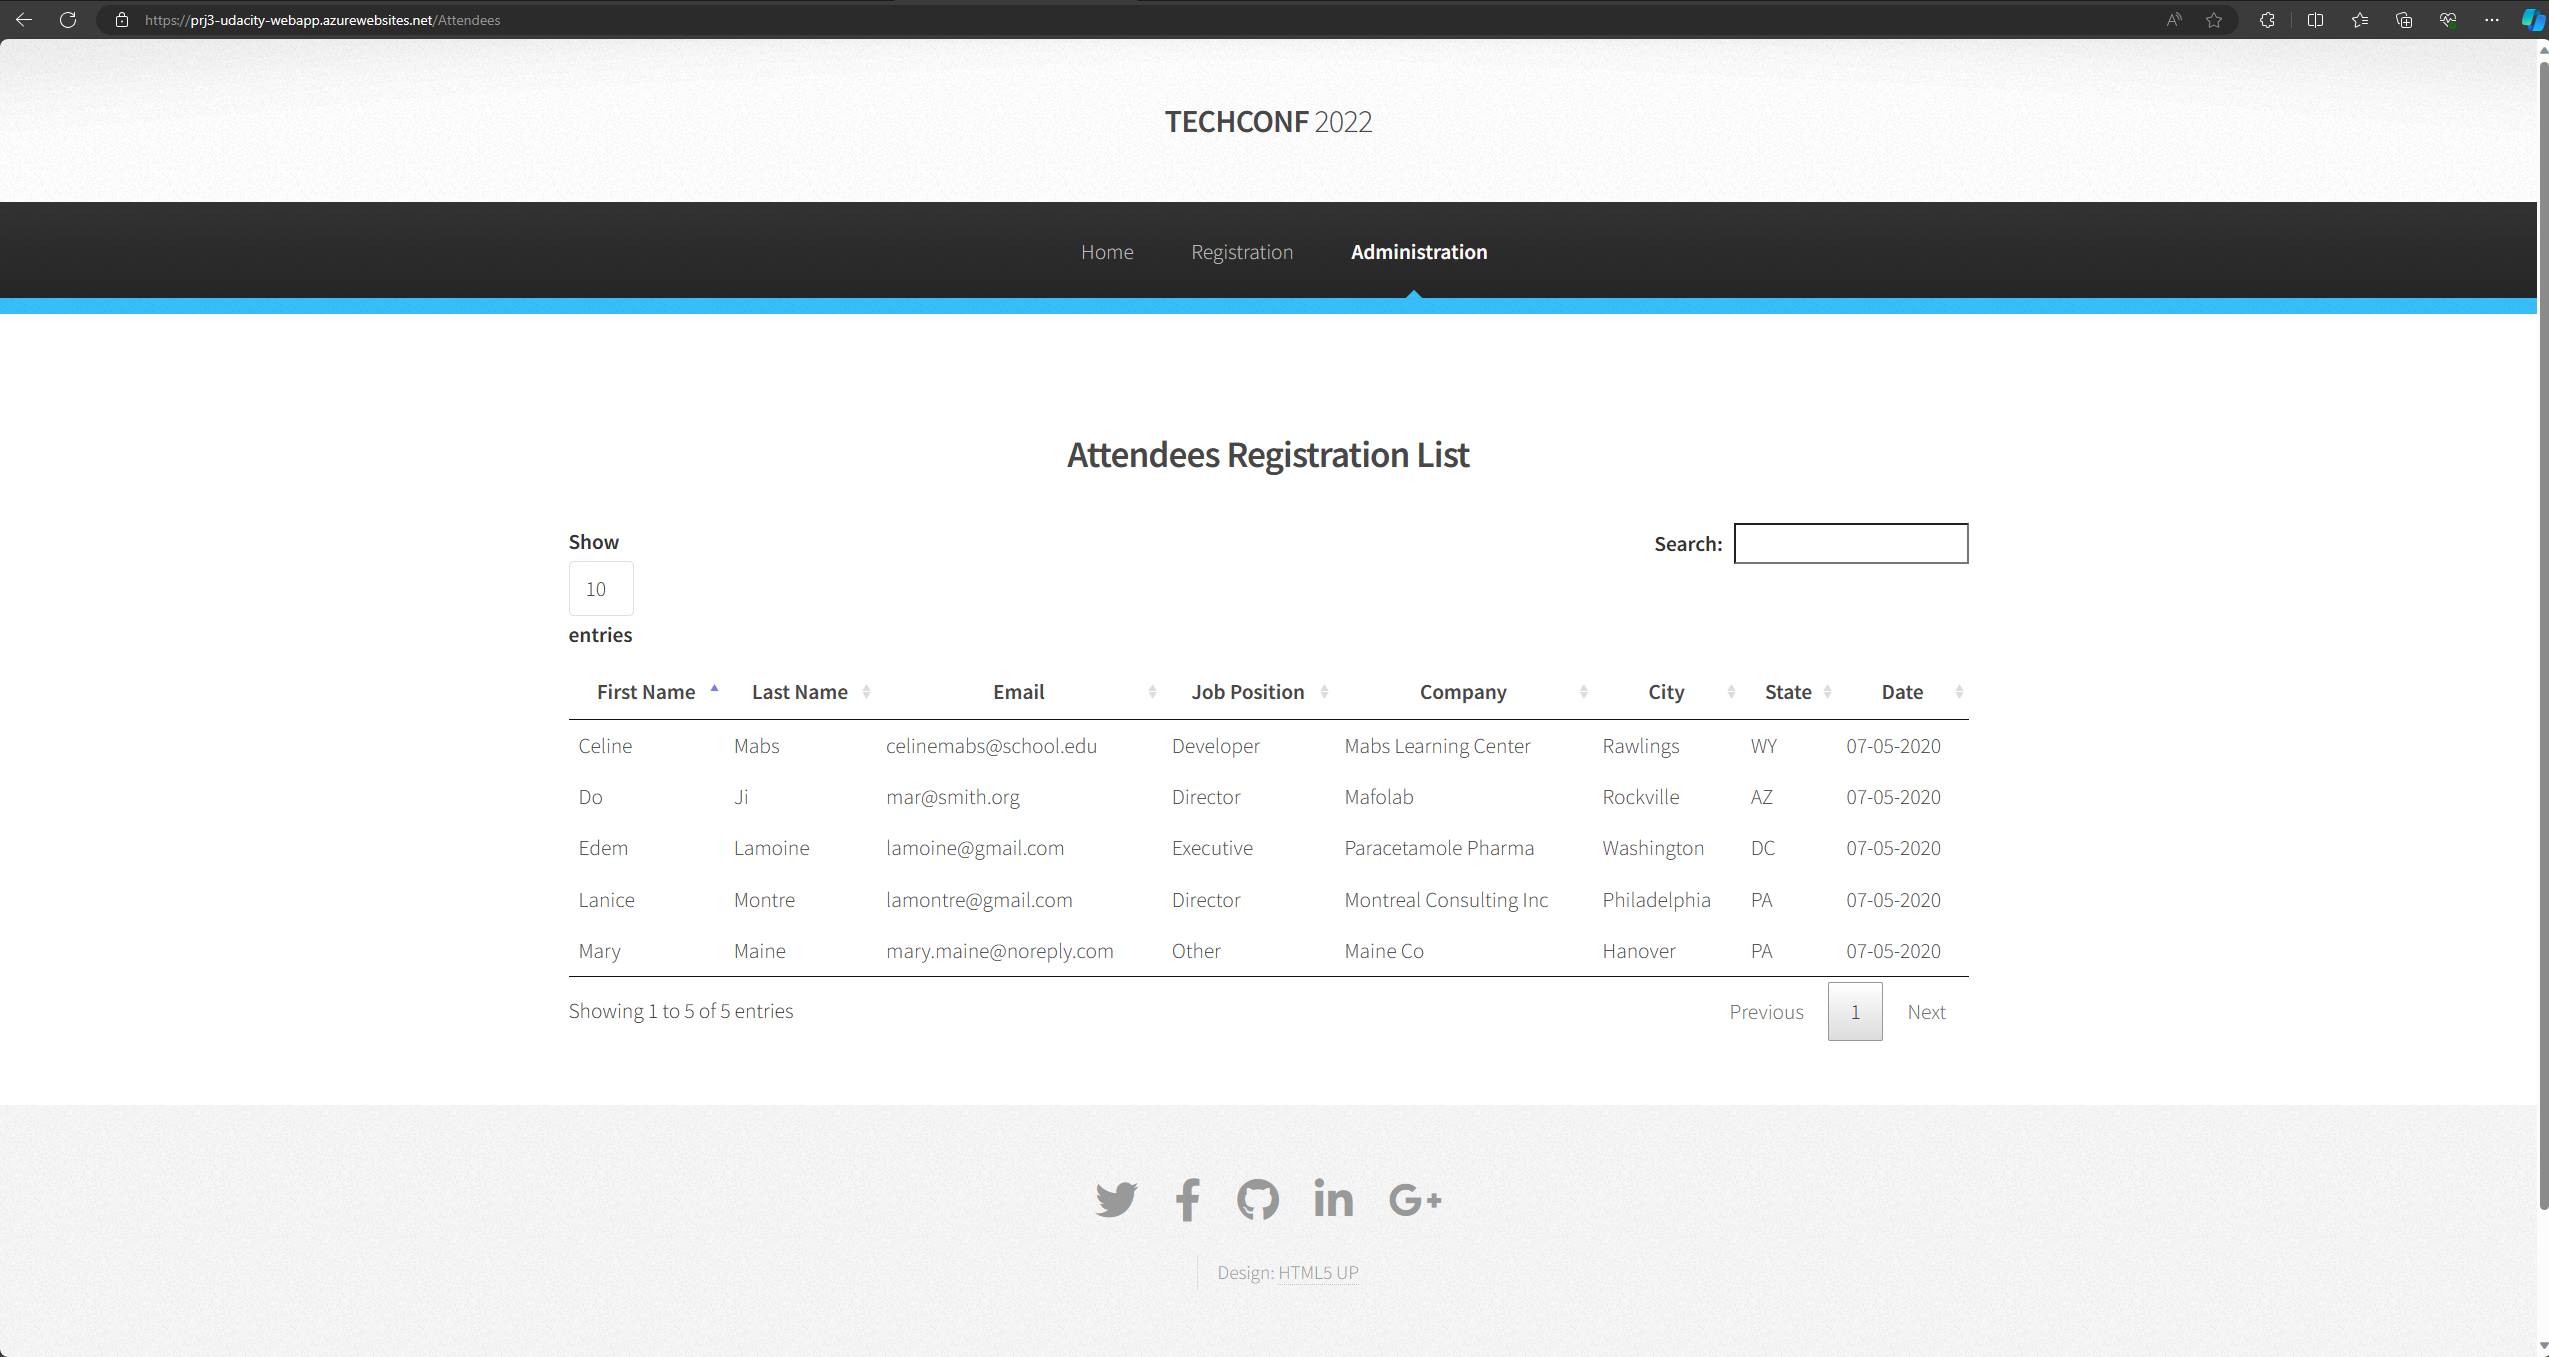 https://prj3-udacity-webapp.azurewebsites.net/Attendees
TECHCONF 2022
Home Registration Administration
Attendees Registration List
Show
10
entries
Search:
First Name Last Name Email Job Position Company City State Date
Celine Mabs celinemabs@school.edu Developer Mabs Learning Center Rawlings WY 07-05-2020
Do Ji mar@smith.org Director Mafolab Rockville AZ 07-05-2020
Edem Lamoine lamoine@gmail.com Executive Paracetamole Pharma Washington DC 07-05-2020
Lanice Montre lamontre@gmail.com Director Montreal Consulting Inc Philadelphia PA 07-05-2020
Mary Maine mary.maine@noreply.com Other Maine Co Hanover PA 07-05-2020
Showing 1 to 5 of 5 entries
Previous 1 Next
Design: HTML5 UP